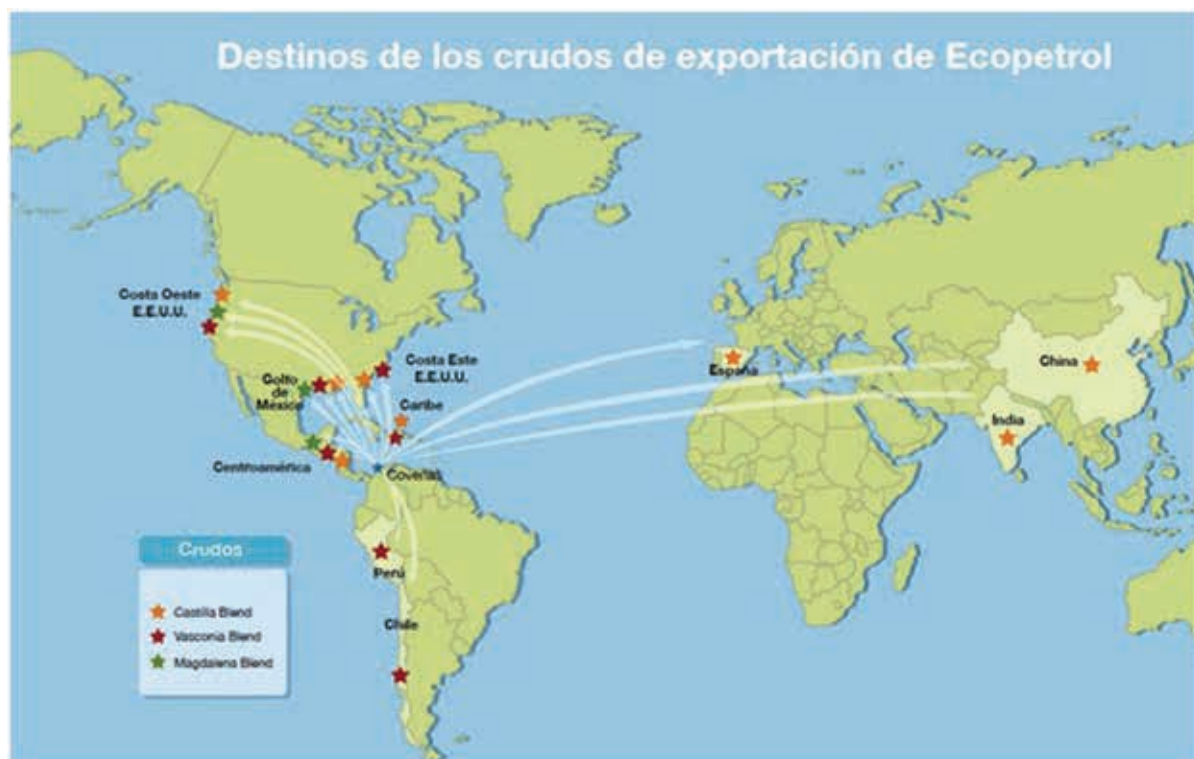 Destinos de los crudos de exportación de Ecopetrol
Costa Oeste
E.E.U.U.
Costa Este
E.E.U.U.
Golfo
de
México
Caribe
Centroamérica
Coveñas
España
China
India
Perú
Chile
Crudos
Castilla Blend
Vasconia Blend
Magdalena Blend